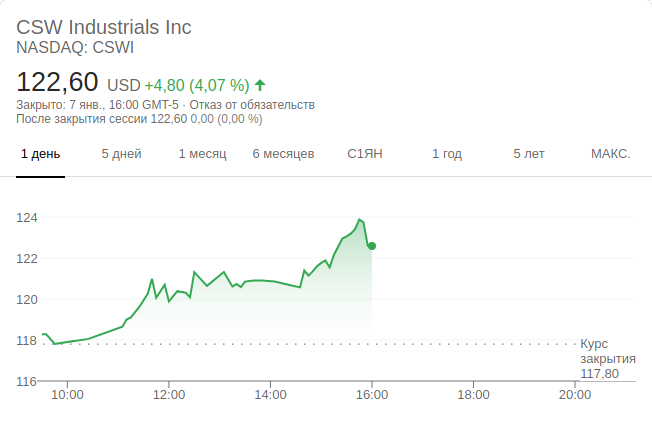 CSW Industrials Inc
NASDAQ: CSWI
122,60 USD +4,80 (4,07 %)
Закрыто: 7 янв., 16:00 GMT-5 · Отказ от обязательств
После закрытия сессии 122,60 0,00 (0,00 %)
1 день 5 дней 1 месяц 6 месяцев С1ЯН 1 год 5 лет МАКС.
124
122
120
118
116
Курс
закрытия
117,80
10:00 12:00 14:00 16:00 18:00 20:00